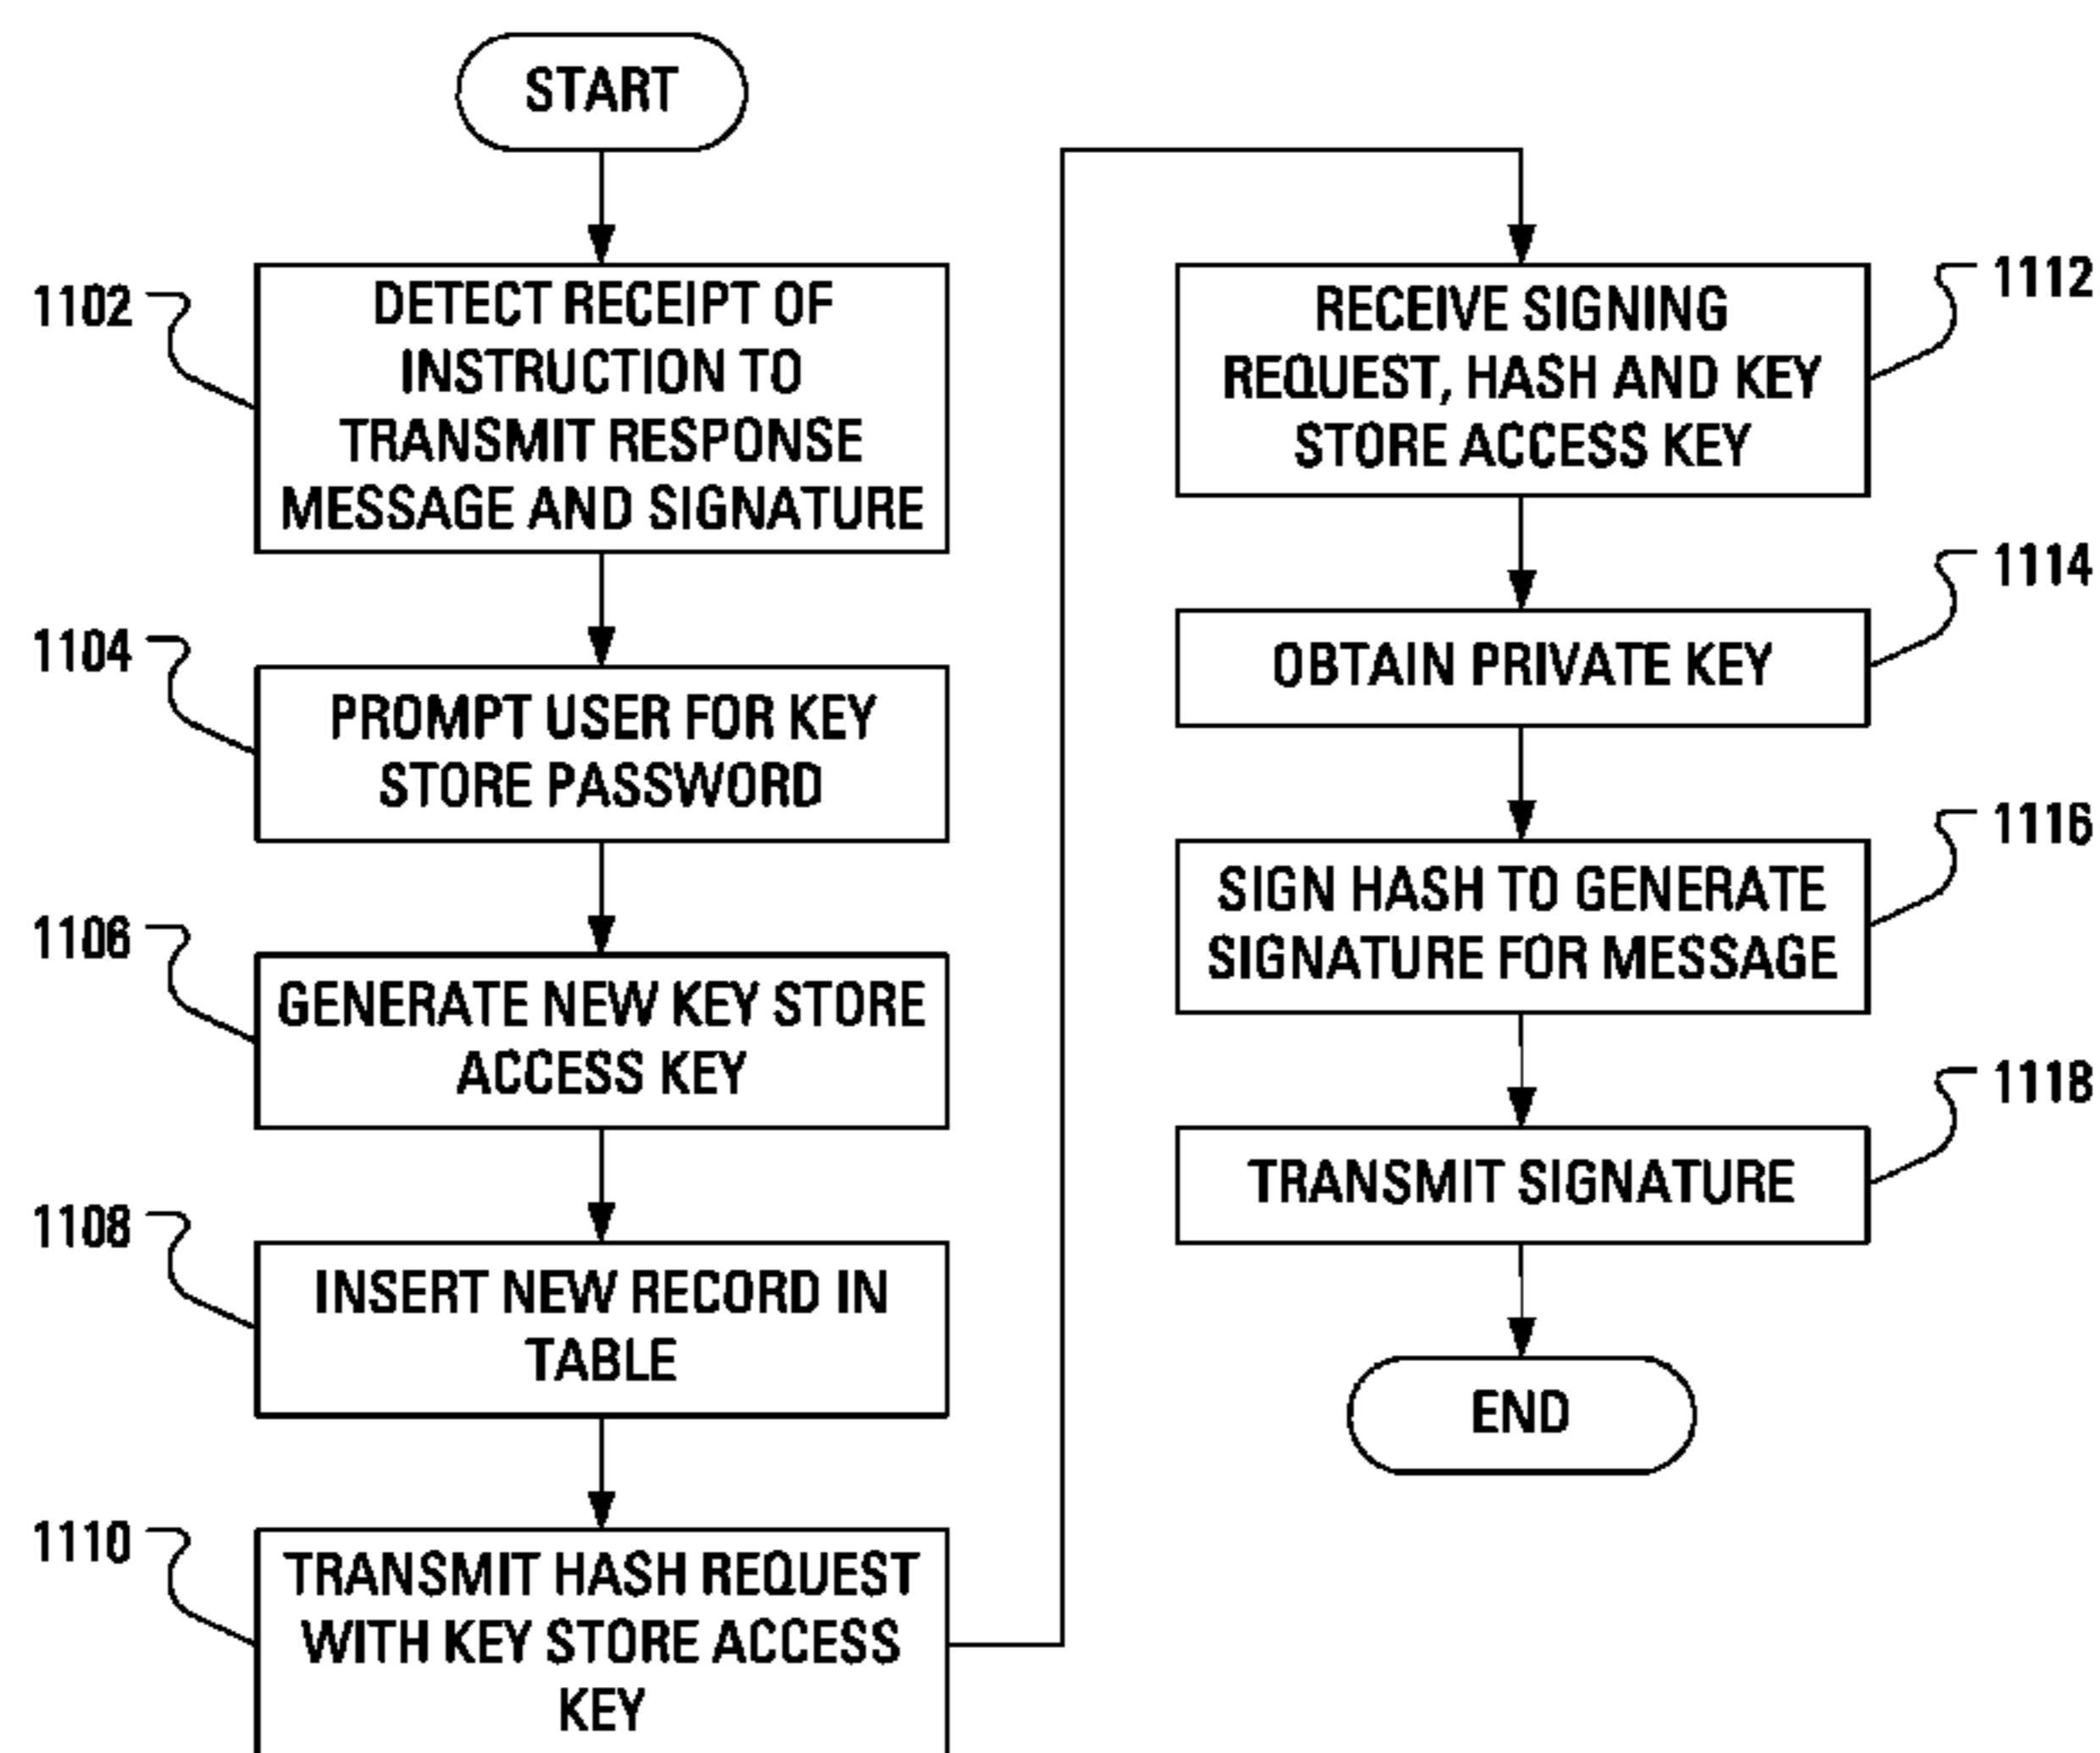 START
1102
DETECT RECEIPT OF
INSTRUCTION TO
TRANSMIT RESPONSE
MESSAGE AND SIGNATURE
1104
PROMPT USER FOR KEY
STORE PASSWORD
1106
GENERATE NEW KEY STORE
ACCESS KEY
1108
INSERT NEW RECORD IN
TABLE
1110
TRANSMIT HASH REQUEST
WITH KEY STORE ACCESS
KEY
1112
RECEIVE SIGNING
REQUEST, HASH AND KEY
STORE ACCESS KEY
1114
OBTAIN PRIVATE KEY
1116
SIGN HASH TO GENERATE
SIGNATURE FOR MESSAGE
1118
TRANSMIT SIGNATURE
END